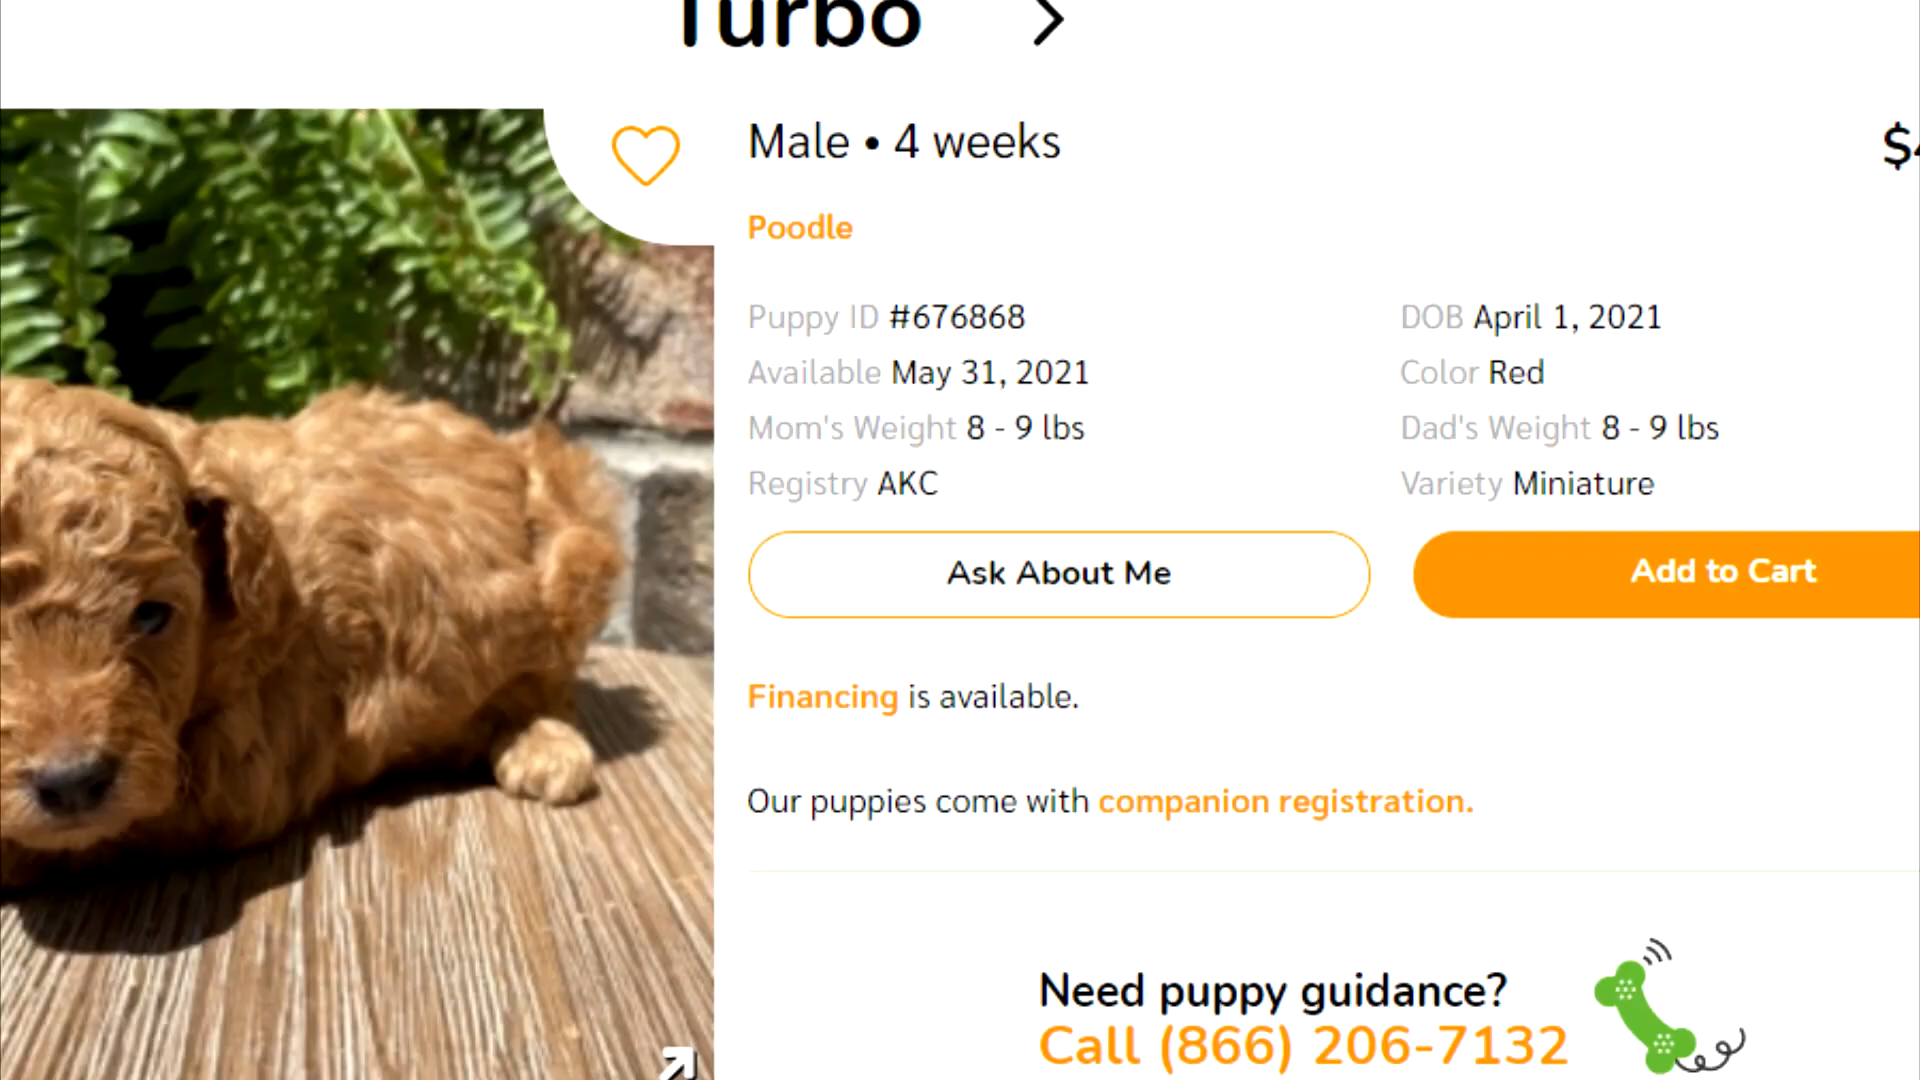 Turbo
Male • 4 weeks
Poodle
Puppy ID #676868
DOB April 1, 2021
Available May 31, 2021
Color Red
Mom's Weight 8 - 9 lbs
Dad's Weight 8 - 9 lbs
Registry AKC
Variety Miniature
Ask About Me
Add to Cart
Financing is available.
Our puppies come with companion registration.
Need puppy guidance?
Call (866) 206-7132